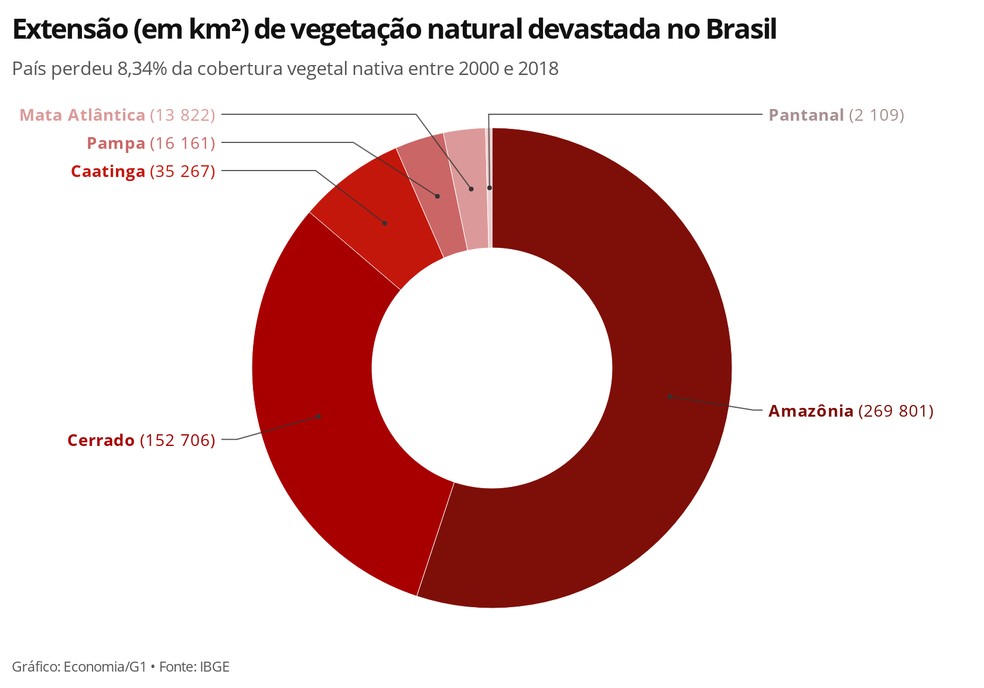 Extensão (em km²) de vegetação natural devastada no Brasil
País perdeu 8,34% da cobertura vegetal nativa entre 2000 e 2018
Mata Atlântica (13 822)
Pantanal (2 109)
Pampa (16 161)
Caatinga (35 267)
Amazônia (269 801)
Cerrado (152 706)
Gráfico: Economia/G1 • Fonte: IBGE